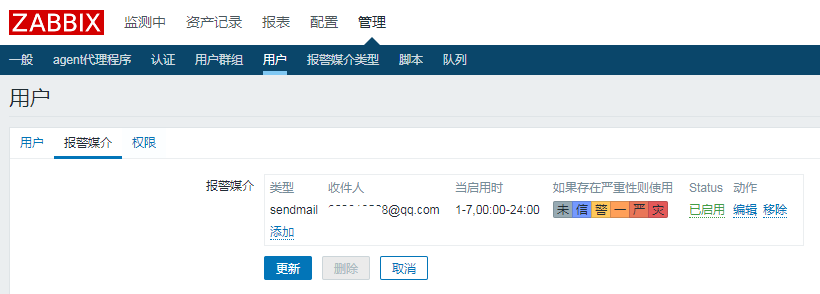 ZABBIX 监测中 资产记录 报表 配置 管理
一般 agent代理程序 认证 用户群组 用户 报警媒介类型 脚本 队列
用户
用户 报警媒介 权限
报警媒介 类型 收件人 当启用时 如果存在严重性则使用 Status 动作
sendmail 8@qq.com 1-7,00:00-24:00 未 信 警 一 严 灾 已启用 编辑 移除
添加
更新 删除 取消